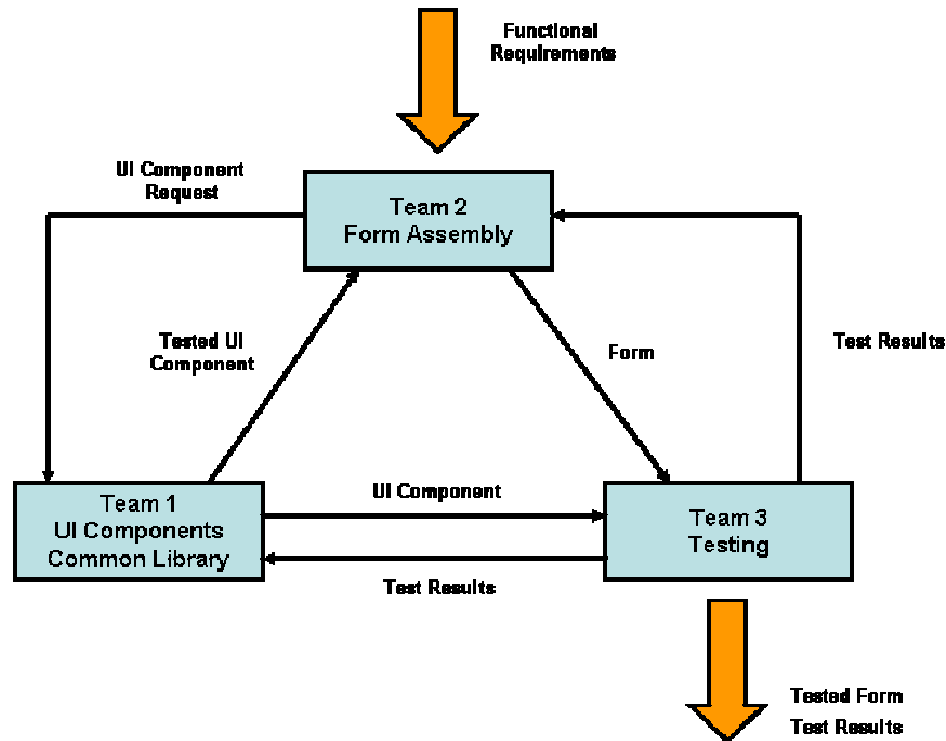 Functional
Requirements
UI Component
Request
Team 2
Form Assembly
Tested UI
Component
Form
Test Results
Team 1
UI Components
Common Library
UI Component
Test Results
Team 3
Testing
Tested Form
Test Results